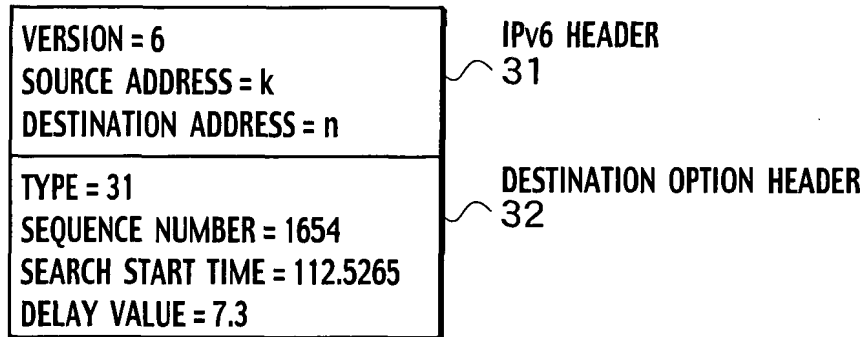 VERSION = 6
SOURCE ADDRESS = k
DESTINATION ADDRESS = n
IPv6 HEADER
31
TYPE = 31
SEQUENCE NUMBER = 1654
SEARCH START TIME = 112.5265
DELAY VALUE = 7.3
DESTINATION OPTION HEADER
32